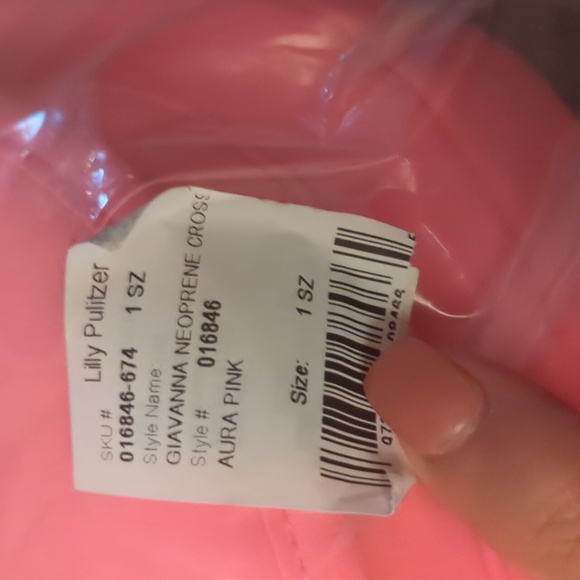 Lilly Pulitzer
SKU #
016846-674 1 SZ
Style Name
GIAVANNA NEOPRENE CROSS
Style # 016846
AURA PINK
Size: 1 SZ